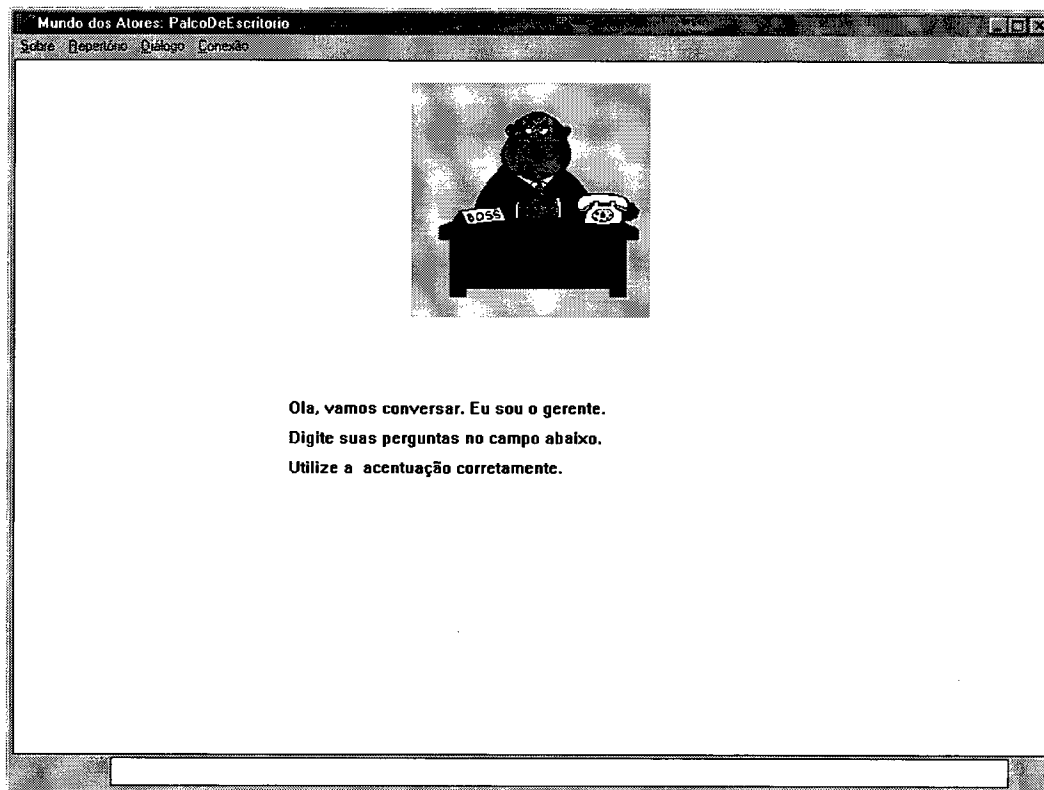 Mundo dos Atores: PalcoDeEscritorio
Sobre Repertório Diálogo Conexão
BOSS
Ola, vamos conversar. Eu sou o gerente.
Digite suas perguntas no campo abaixo.
Utilize a acentuação corretamente.